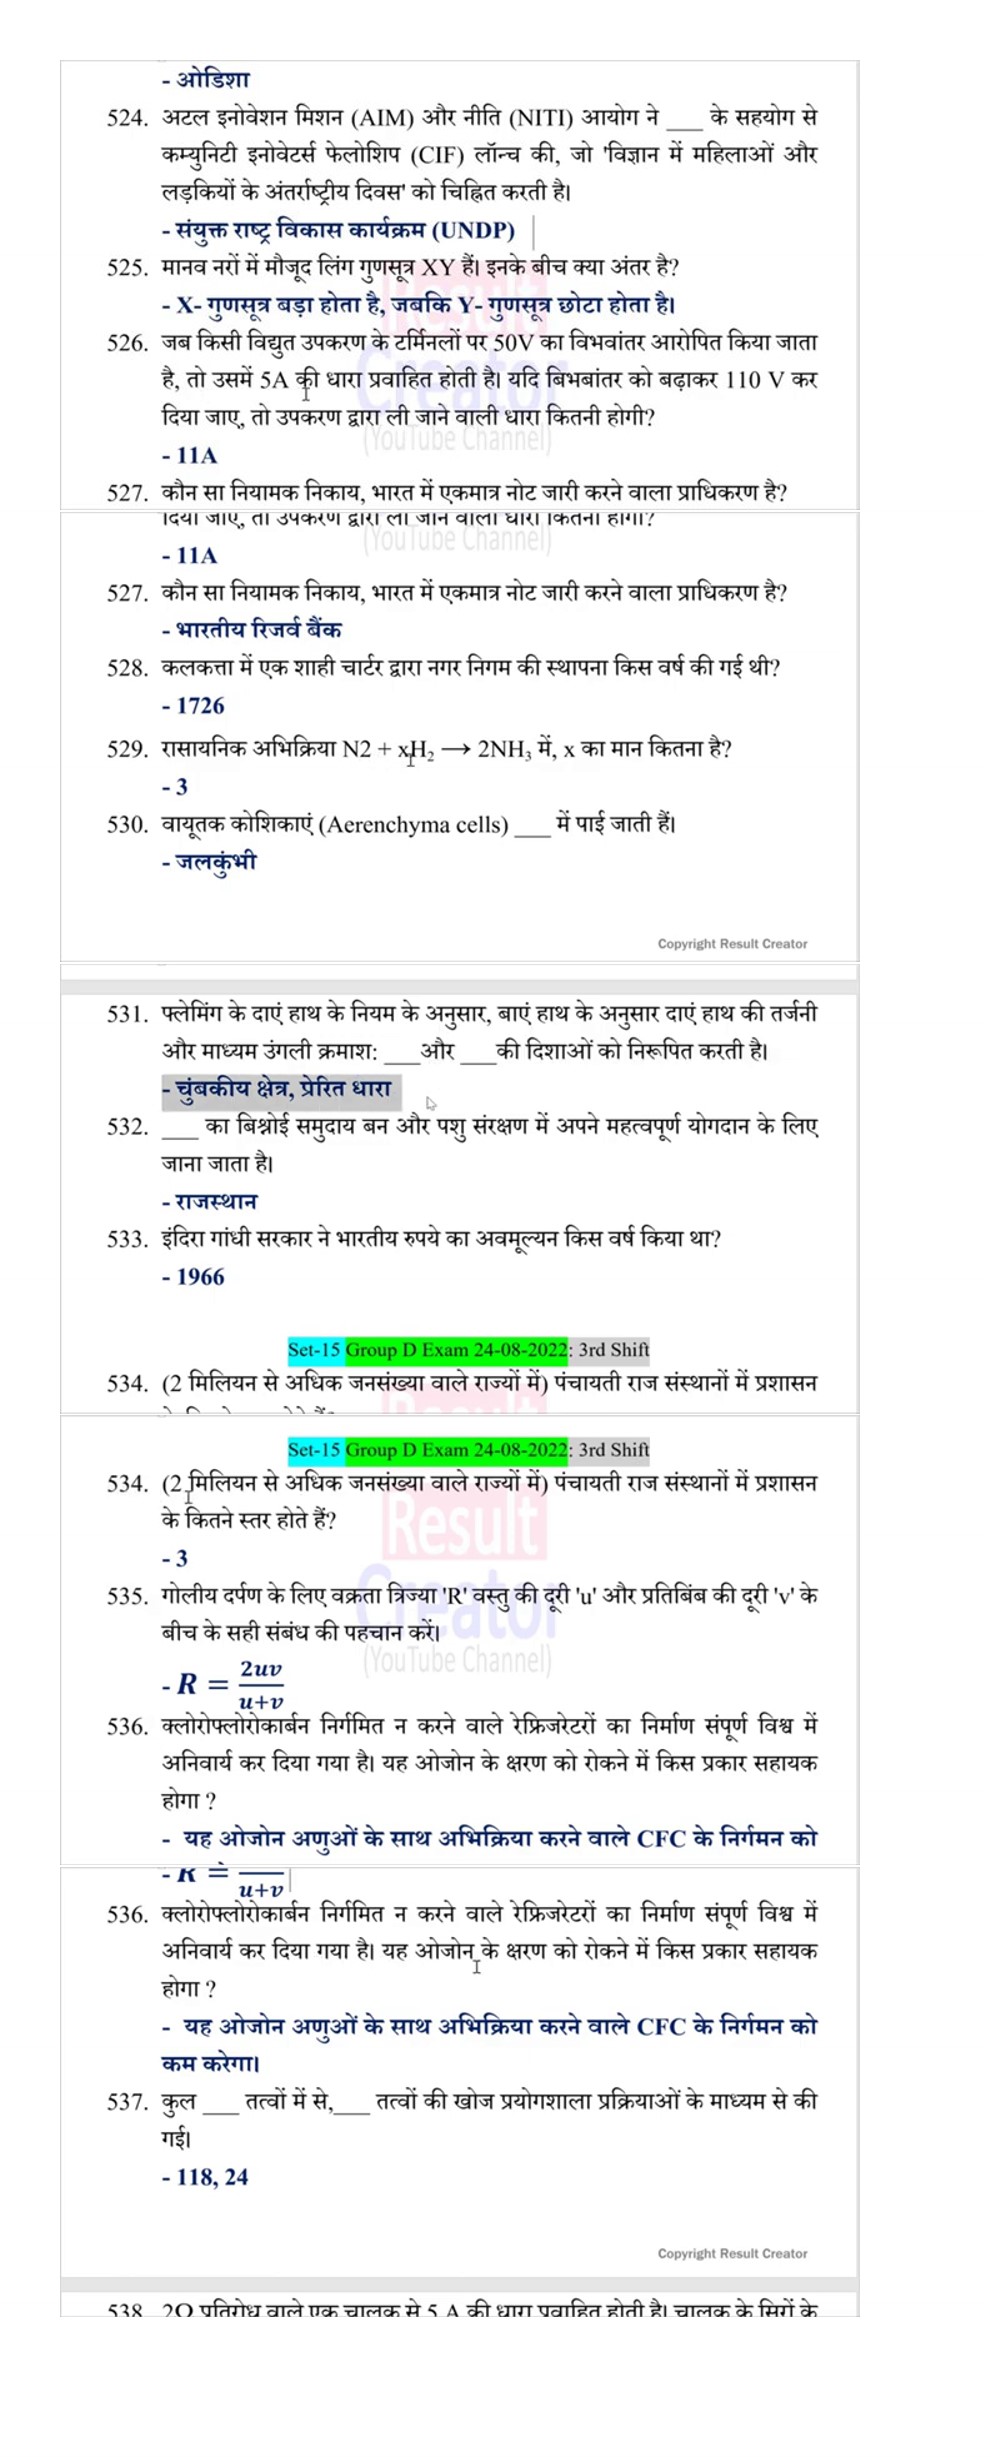 - ओडिशा
524. अटल इनोवेशन मिशन (AIM) और नीति (NITI) आयोग ने ___ के सहयोग से
कम्युनिटी इनोवेटर्स फेलोशिप (CIF) लॉन्च की, जो 'विज्ञान में महिलाओं और
लड़कियों के अंतर्राष्ट्रीय दिवस' को चिह्नित करती है।
- संयुक्त राष्ट्र विकास कार्यक्रम (UNDP)
525. मानव नरों में मौजूद लिंग गुणसूत्र XY हैं। इनके बीच क्या अंतर है?
- X- गुणसूत्र बड़ा होता है, जबकि Y- गुणसूत्र छोटा होता है।
526. जब किसी विद्युत उपकरण के टर्मिनलों पर 50V का विभवांतर आरोपित किया जाता
है, तो उसमें 5A की धारा प्रवाहित होती है। यदि बिभबांतर को बढ़ाकर 110 V कर
दिया जाए, तो उपकरण द्वारा ली जाने वाली धारा कितनी होगी?
(YouTube Channel)
- 11A
527. कौन सा नियामक निकाय, भारत में एकमात्र नोट जारी करने वाला प्राधिकरण है?
दिया जाए, तो उपकरण द्वारा ली जाने वाली धारा कितनी होगी?
(YouTube Channel)
- 11A
527. कौन सा नियामक निकाय, भारत में एकमात्र नोट जारी करने वाला प्राधिकरण है?
- भारतीय रिजर्व बैंक
528. कलकत्ता में एक शाही चार्टर द्वारा नगर निगम की स्थापना किस वर्ष की गई थी?
- 1726
529. रासायनिक अभिक्रिया N2 + xH₂ ⟶ 2NH₃ में, x का मान कितना है?
- 3
530. वायूतक कोशिकाएं (Aerenchyma cells) ___ में पाई जाती हैं।
- जलकुंभी
Copyright Result Creator
531. फ्लेमिंग के दाएं हाथ के नियम के अनुसार, बाएं हाथ के अनुसार दाएं हाथ की तर्जनी
और माध्यम उंगली क्रमाश: ___और ___की दिशाओं को निरूपित करती है।
- चुंबकीय क्षेत्र, प्रेरित धारा
532. ___ का बिश्नोई समुदाय बन और पशु संरक्षण में अपने महत्वपूर्ण योगदान के लिए
जाना जाता है।
- राजस्थान
533. इंदिरा गांधी सरकार ने भारतीय रुपये का अवमूल्यन किस वर्ष किया था?
- 1966
Set-15 Group D Exam 24-08-2022: 3rd Shift
534. (2 मिलियन से अधिक जनसंख्या वाले राज्यों में) पंचायती राज संस्थानों में प्रशासन
Set-15 Group D Exam 24-08-2022: 3rd Shift
534. (2 मिलियन से अधिक जनसंख्या वाले राज्यों में) पंचायती राज संस्थानों में प्रशासन
के कितने स्तर होते हैं?
Result
- 3
Creator
535. गोलीय दर्पण के लिए वक्रता त्रिज्या 'R' वस्तु की दूरी 'u' और प्रतिबिंब की दूरी 'v' के
बीच के सही संबंध की पहचान करें।
(YouTube Channel)
- R = 2uv/u+v
536. क्लोरोफ्लोरोकार्बन निर्गमित न करने वाले रेफ्रिजरेटरों का निर्माण संपूर्ण विश्व में
अनिवार्य कर दिया गया है। यह ओजोन के क्षरण को रोकने में किस प्रकार सहायक
होगा ?
- यह ओजोन अणुओं के साथ अभिक्रिया करने वाले CFC के निर्गमन को
- R = u+v
536. क्लोरोफ्लोरोकार्बन निर्गमित न करने वाले रेफ्रिजरेटरों का निर्माण संपूर्ण विश्व में
अनिवार्य कर दिया गया है। यह ओजोन के क्षरण को रोकने में किस प्रकार सहायक
होगा ?
- यह ओजोन अणुओं के साथ अभिक्रिया करने वाले CFC के निर्गमन को
कम करेगा।
537. कुल ___ तत्वों में से,___ तत्वों की खोज प्रयोगशाला प्रक्रियाओं के माध्यम से की
गई।
- 118, 24
Copyright Result Creator
538. 2Ω प्रतिरोध वाले एक चालक से 5 A की धारा प्रवाहित होती है। चालक के सिरों के